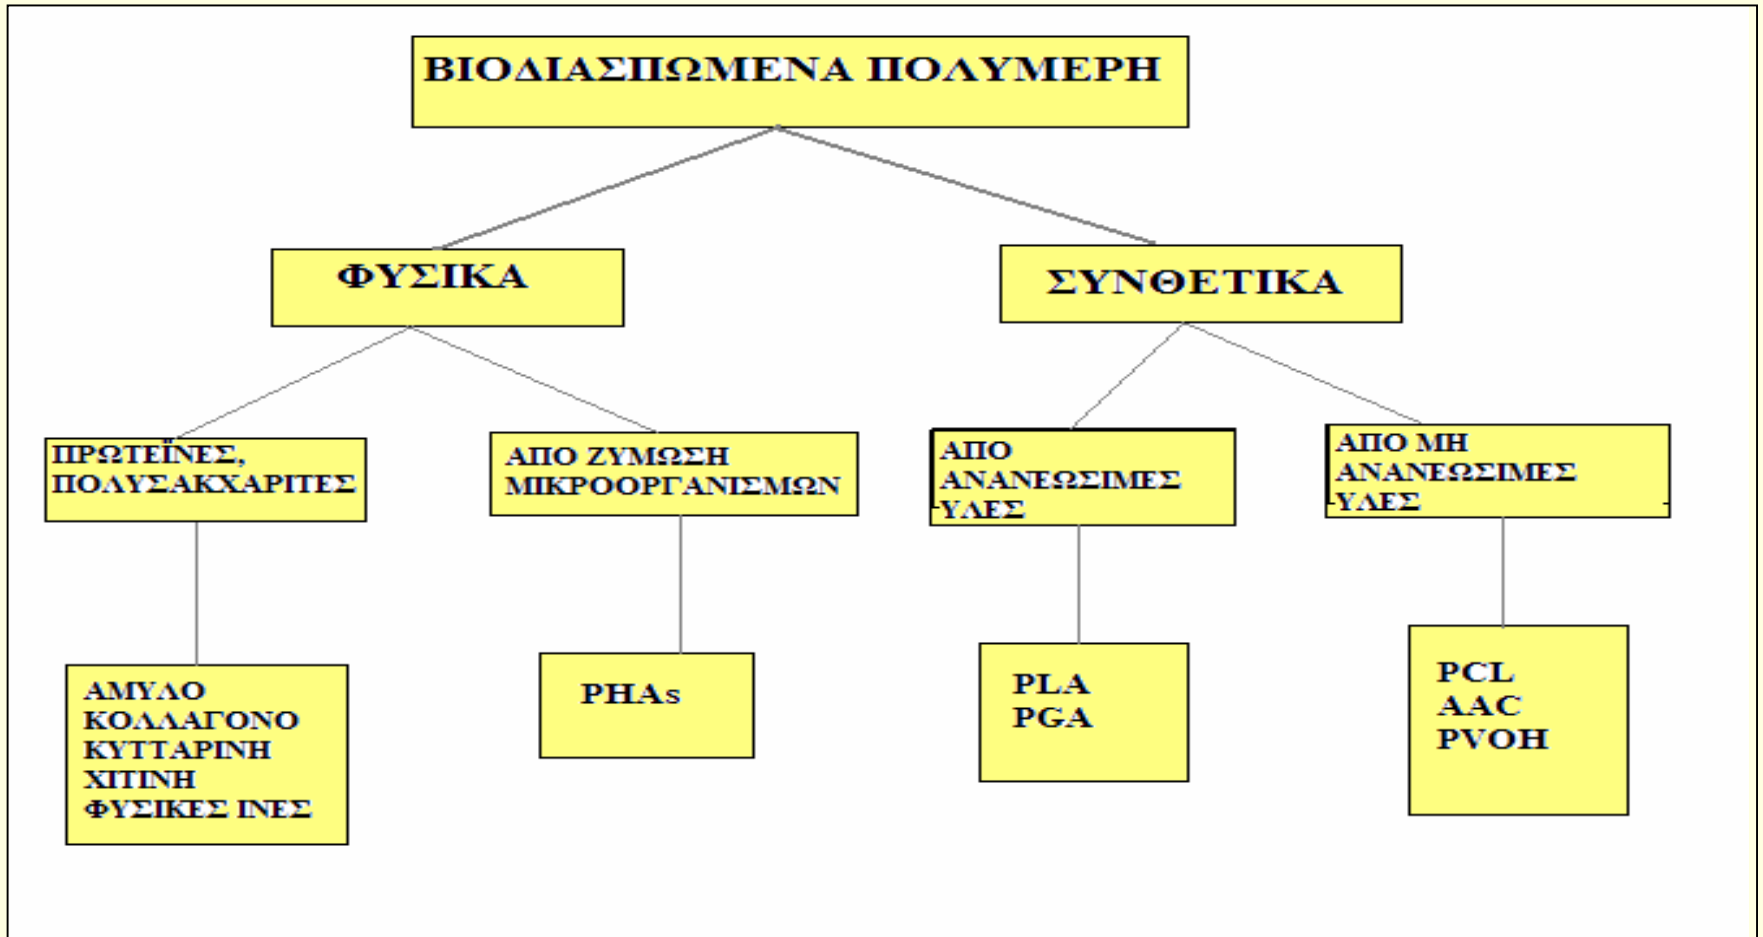 ΒΙΟΔΙΑΣΠΩΜΕΝΑ ΠΟΛΥΜΕΡΗ
ΦΥΣΙΚΑ
ΣΥΝΘΕΤΙΚΑ
ΠΡΩΤΕΪΝΕΣ,
ΠΟΛΥΣΑΚΧΑΡΙΤΕΣ
ΑΠΟ ΖΥΜΩΣΗ
ΜΙΚΡΟΟΡΓΑΝΙΣΜΩΝ
ΑΠΟ
ΑΝΑΝΕΩΣΙΜΕΣ
ΥΛΕΣ
ΑΠΟ ΜΗ
ΑΝΑΝΕΩΣΙΜΕΣ
ΥΛΕΣ
ΑΜΥΛΟ
ΚΟΛΛΑΓΟΝΟ
ΚΥΤΤΑΡΙΝΗ
ΧΙΤΙΝΗ
ΦΥΣΙΚΕΣ ΙΝΕΣ
PHAs
PLA
PGA
PCL
AAC
PVOH